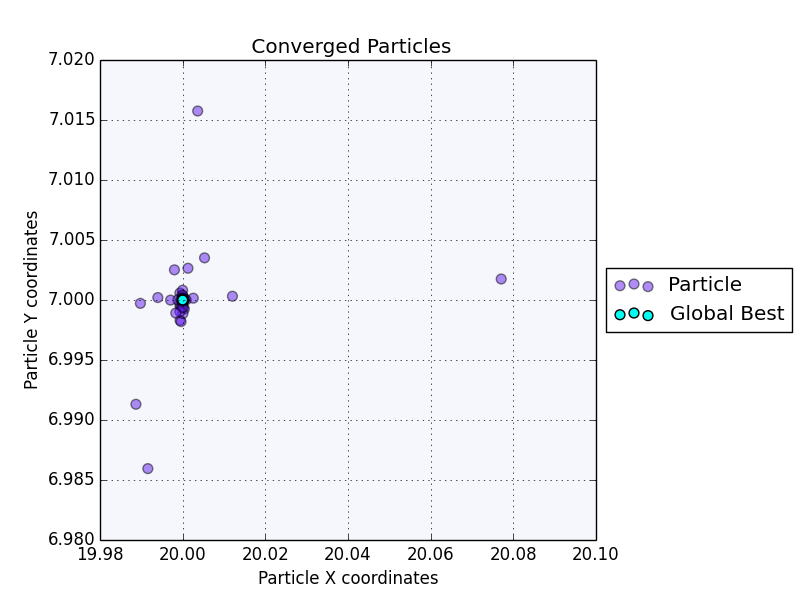 Converged Particles
7.020
7.015
7.010
7.005
7.000
6.995
6.990
6.985
6.980
19.98 20.00 20.02 20.04 20.06 20.08 20.10
Particle X coordinates
Particle Y coordinates
Particle
Global Best